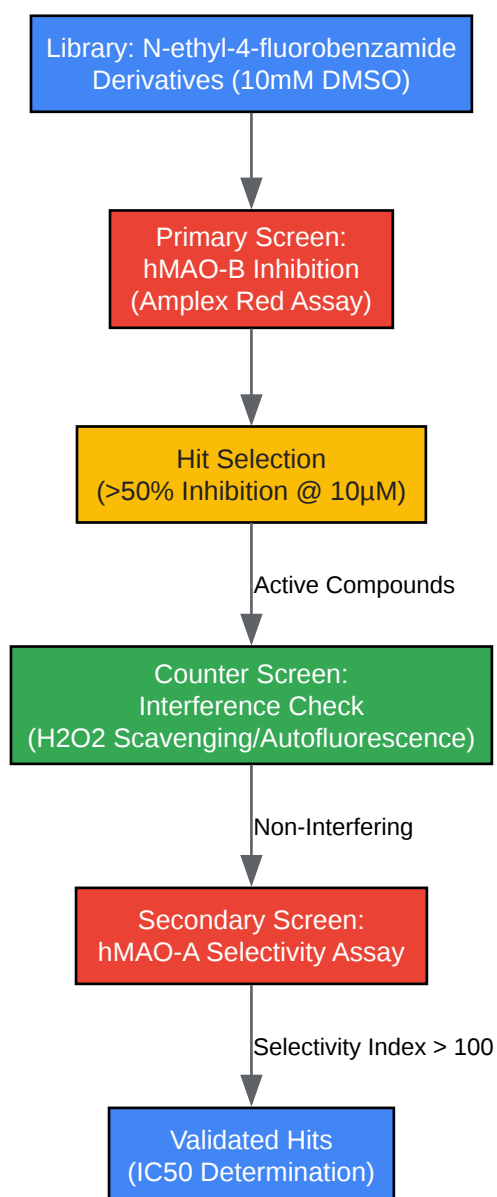 Library: N-ethyl-4-fluorobenzamide
Derivatives (10mM DMSO)
Primary Screen:
hMAO-B Inhibition
(Amplex Red Assay)
Hit Selection
(>50% Inhibition @ 10µM)
Active Compounds
Counter Screen:
Interference Check
(H2O2 Scavenging/Autofluorescence)
Non-Interfering
Secondary Screen:
hMAO-A Selectivity Assay
Selectivity Index > 100
Validated Hits
(IC50 Determination)